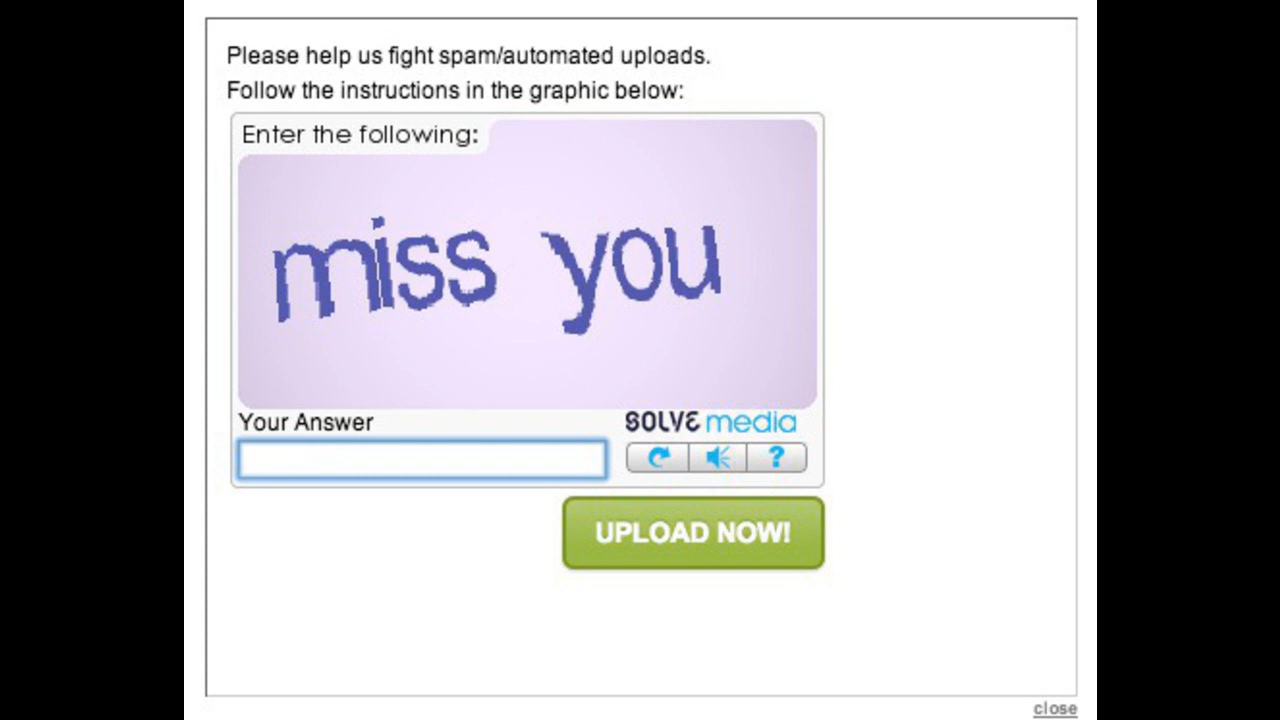 Please help us fight spam/automated uploads.
Follow the instructions in the graphic below:
Enter the following:
miss you
Your Answer
SOLVE media
?
UPLOAD NOW!
close